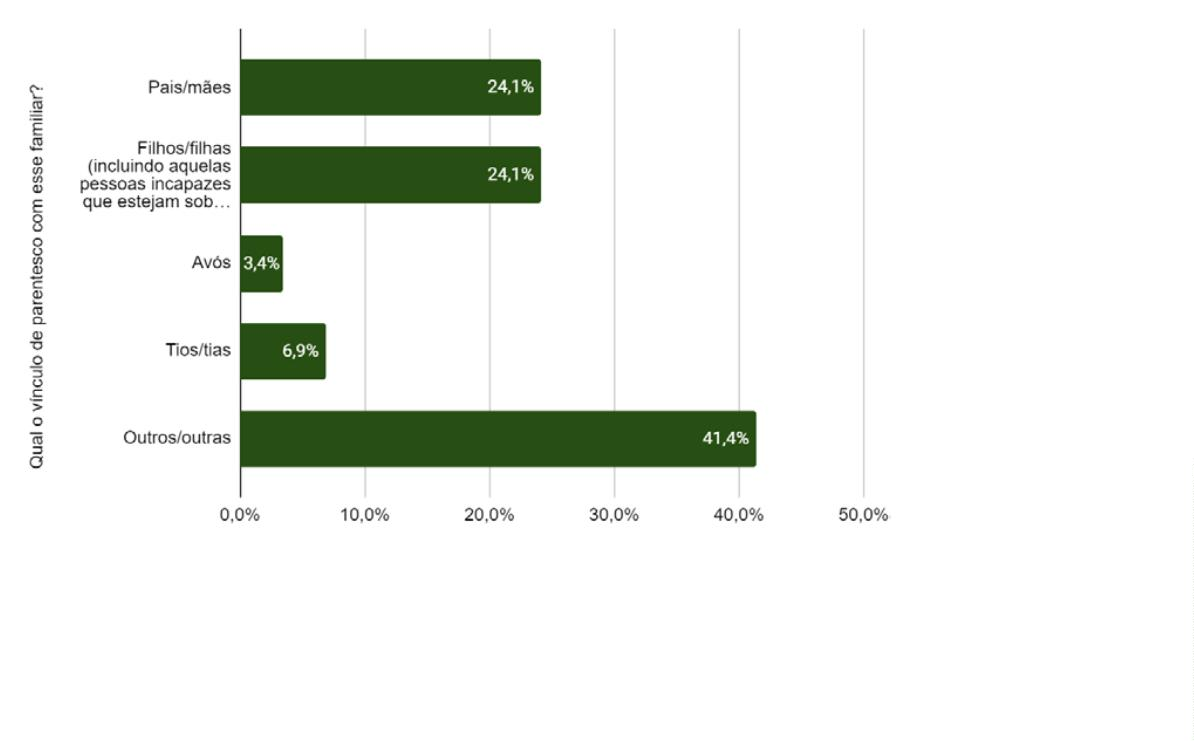 Qual o vínculo de parentesco com esse familiar?
Pais/mães
24,1%
Filhos/filhas
(incluindo aquelas
pessoas incapazes
que estejam sob…
24,1%
Avós
3,4%
Tios/tias
6,9%
Outros/outras
41,4%
0,0% 10,0% 20,0% 30,0% 40,0% 50,0%